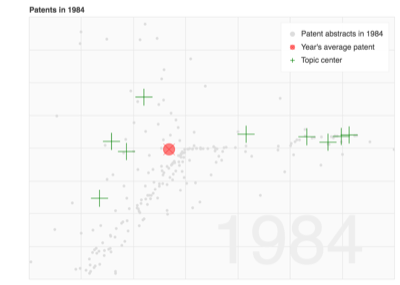 Patents in 1984
Patent abstracts in 1984
Year's average patent
Topic center
1984